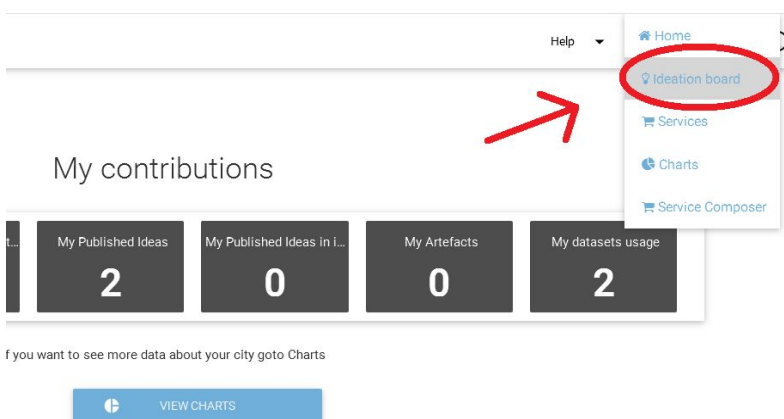 Help
Home
Ideation board
Services
Charts
Service Composer
My contributions
t...
My Published Ideas
2
My Published Ideas in i...
0
My Artefacts
0
My datasets usage
2
f you want to see more data about your city goto Charts
VIEW CHARTS